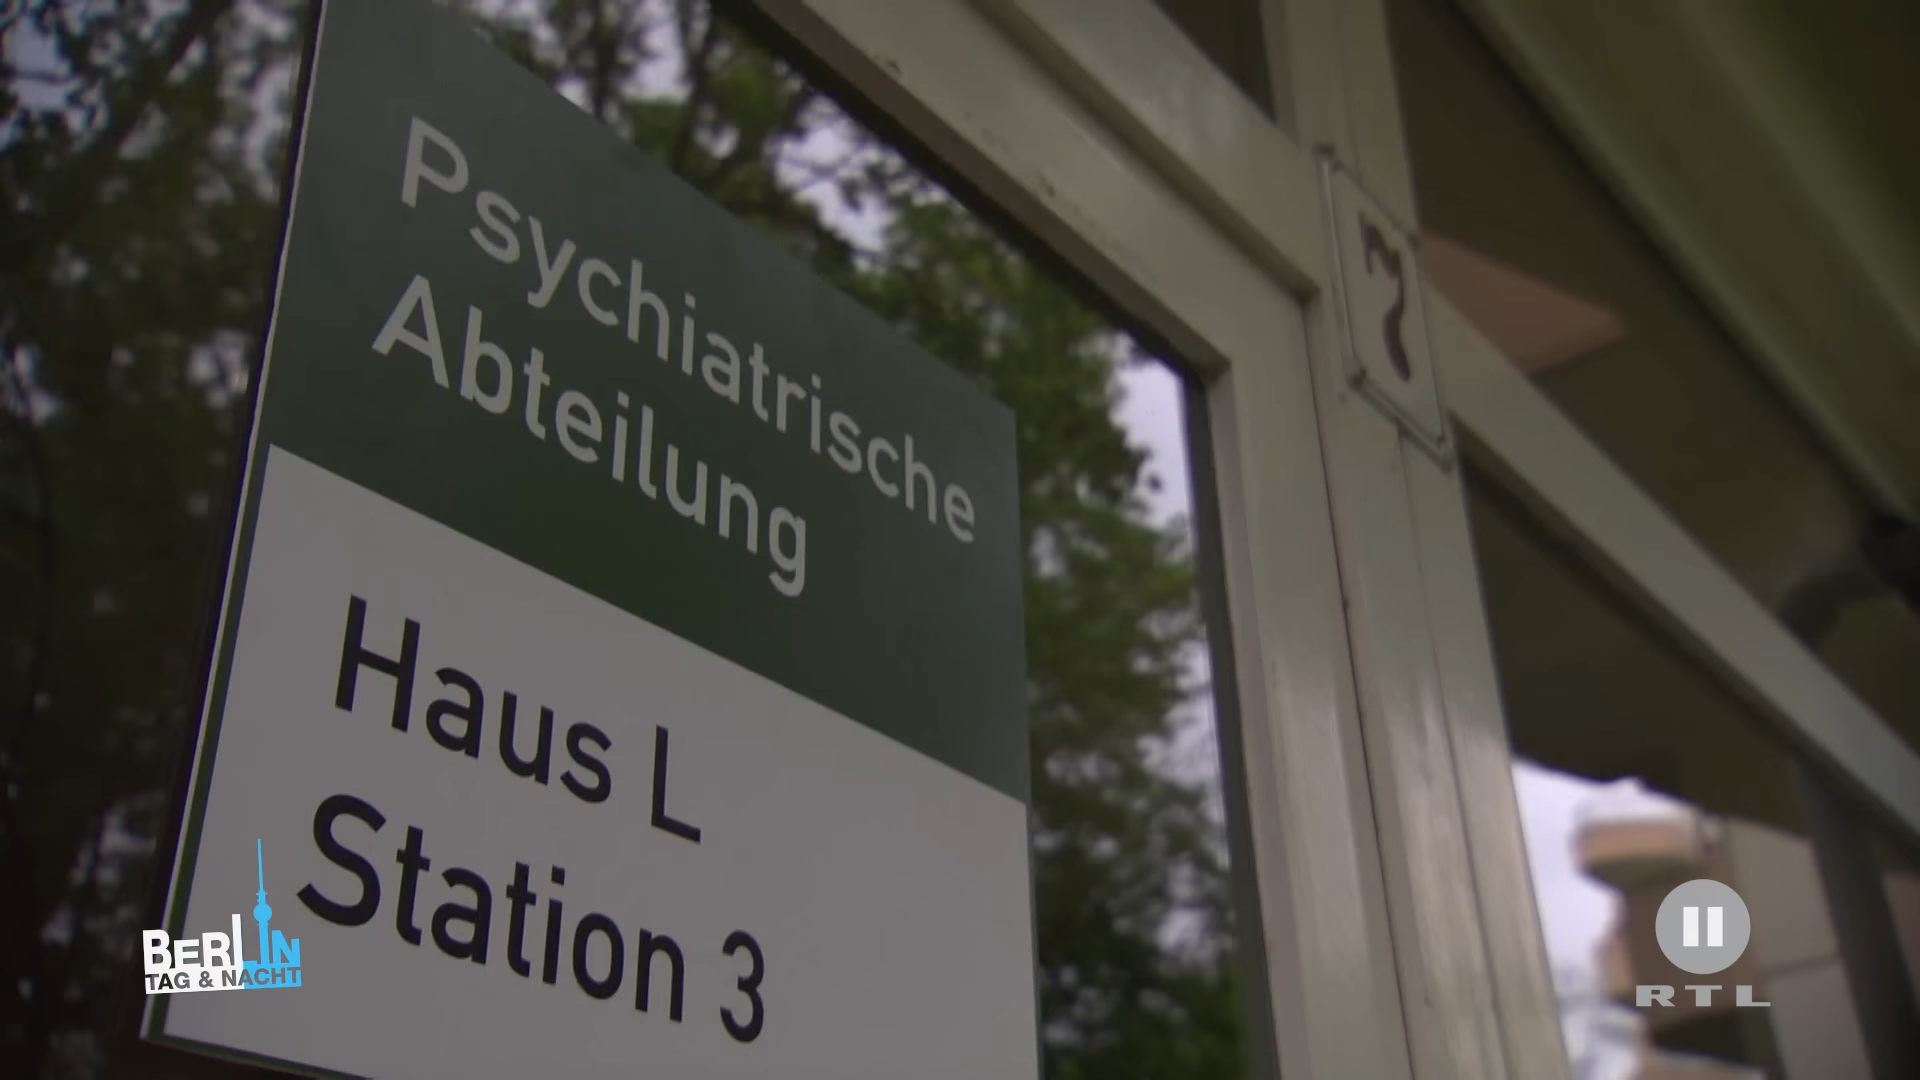 Psychiatrische
Abteilung
Haus L
Station 3
7
BERLIN
TAG & NACHT
RTL